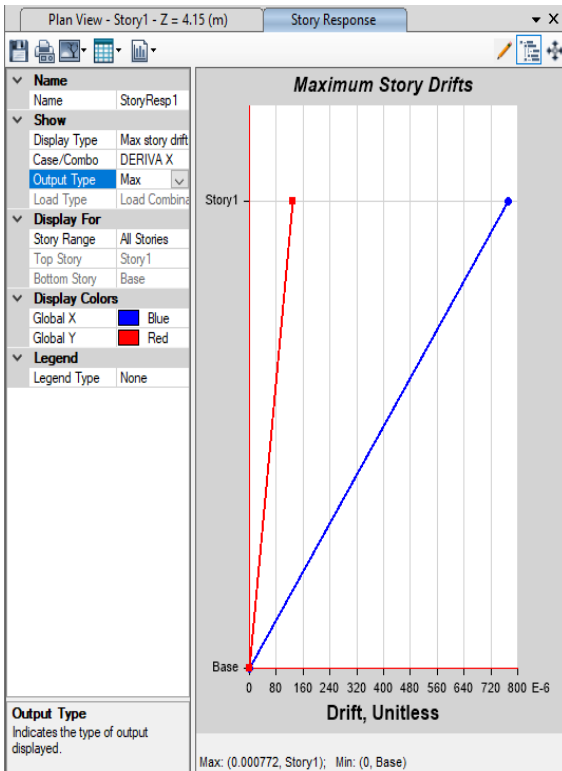 Plan View - Story1 - Z = 4.15 (m)
Story Response
Name
Name StoryResp1
Show
Display Type Max story drift
Case/Combo DERIVA X
Output Type Max
Load Type Load Combina
Display For
Story Range All Stories
Top Story Story1
Bottom Story Base
Display Colors
Global X Blue
Global Y Red
Legend
Legend Type None
Output Type
Indicates the type of output
displayed.
Maximum Story Drifts
Story1
Base
0 80 160 240 320 400 480 560 640 720 800 E-6
Drift, Unitless
Max: (0.000772, Story1); Min: (0, Base)